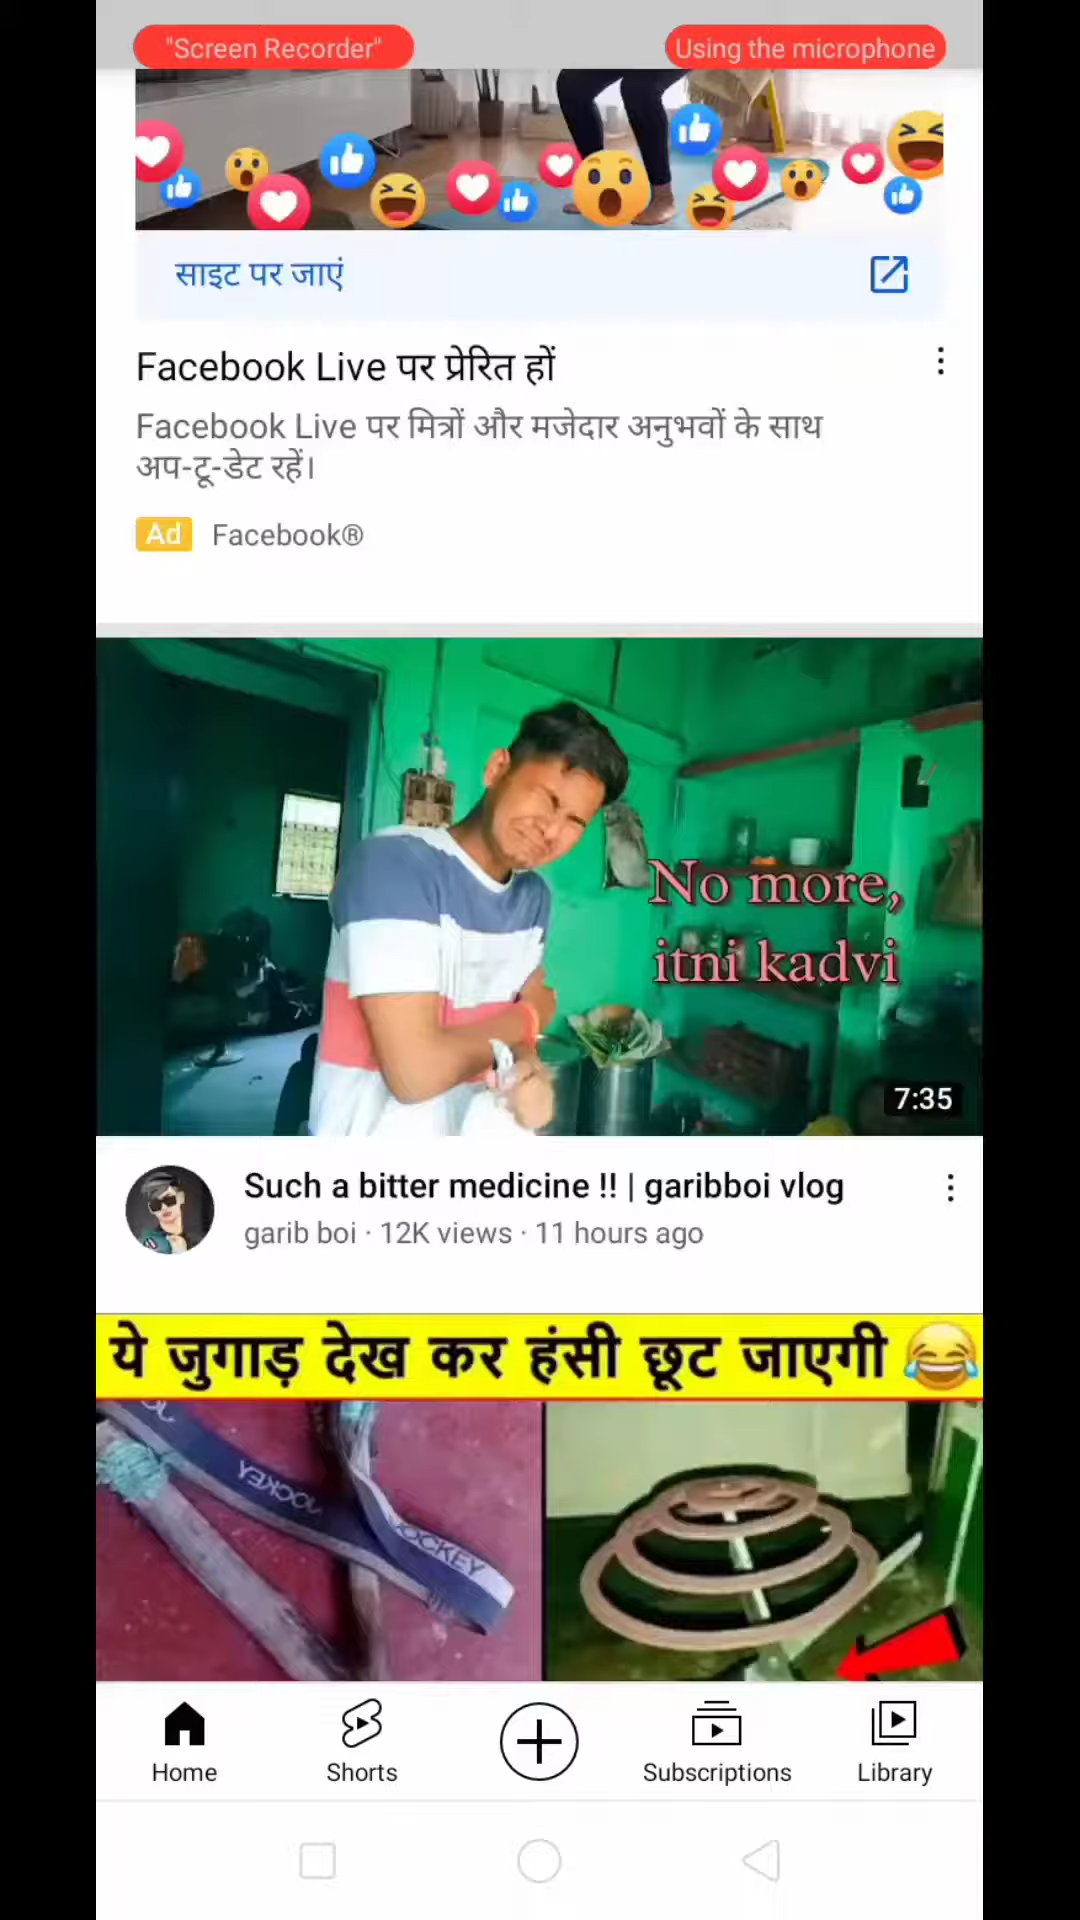 "Screen Recorder"
Using the microphone
साइट पर जाएं
Facebook Live पर प्रेरित हों
Facebook Live पर मित्रों और मजेदार अनुभवों के साथ
अप-टू-डेट रहें।
Ad Facebook®
No more,
itni kadvi
7:35
Such a bitter medicine !! | garibboi vlog
garib boi · 12K views · 11 hours ago
ये जुगाड़ देख कर हंसी छूट जाएगी
JOCKEY
JOCKEY
Home
Shorts
Subscriptions
Library